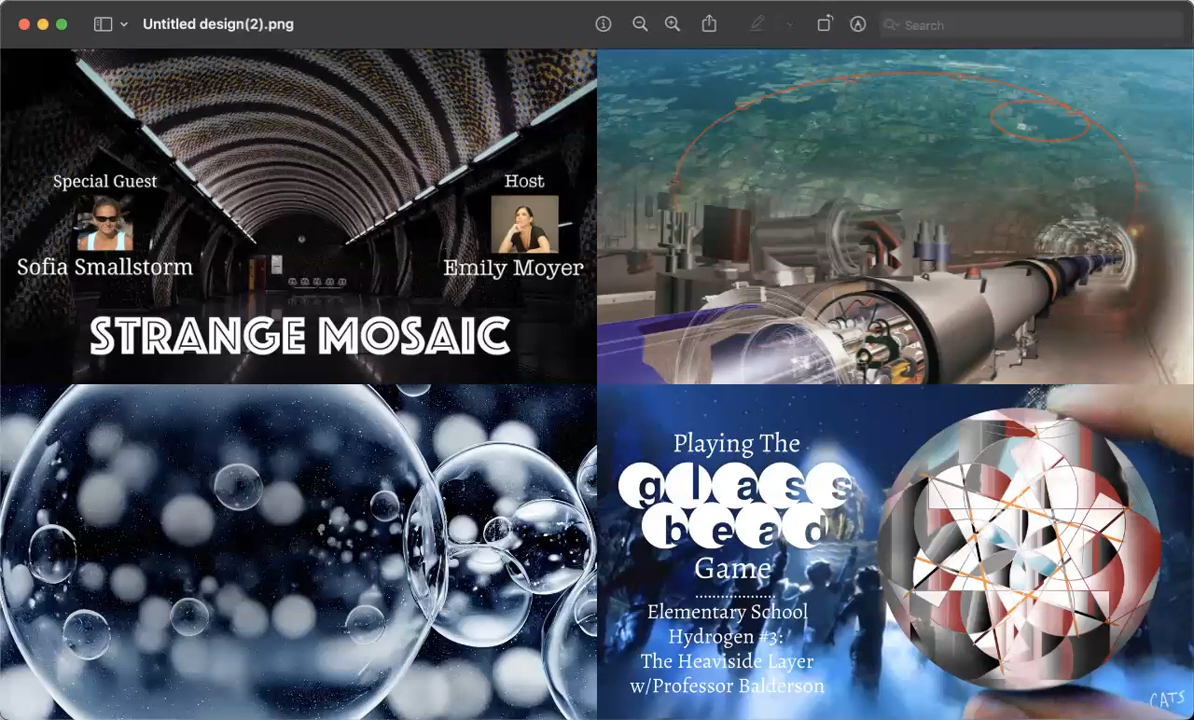 Untitled design(2).png
Search
Special Guest
Host
Sofia Smallstorm
Emily Moyer
STRANGE MOSAIC
Playing The
glass
bead
Game
Elementary School
Hydrogen #3:
The Heaviside Layer
w/Professor Balderson
CATS